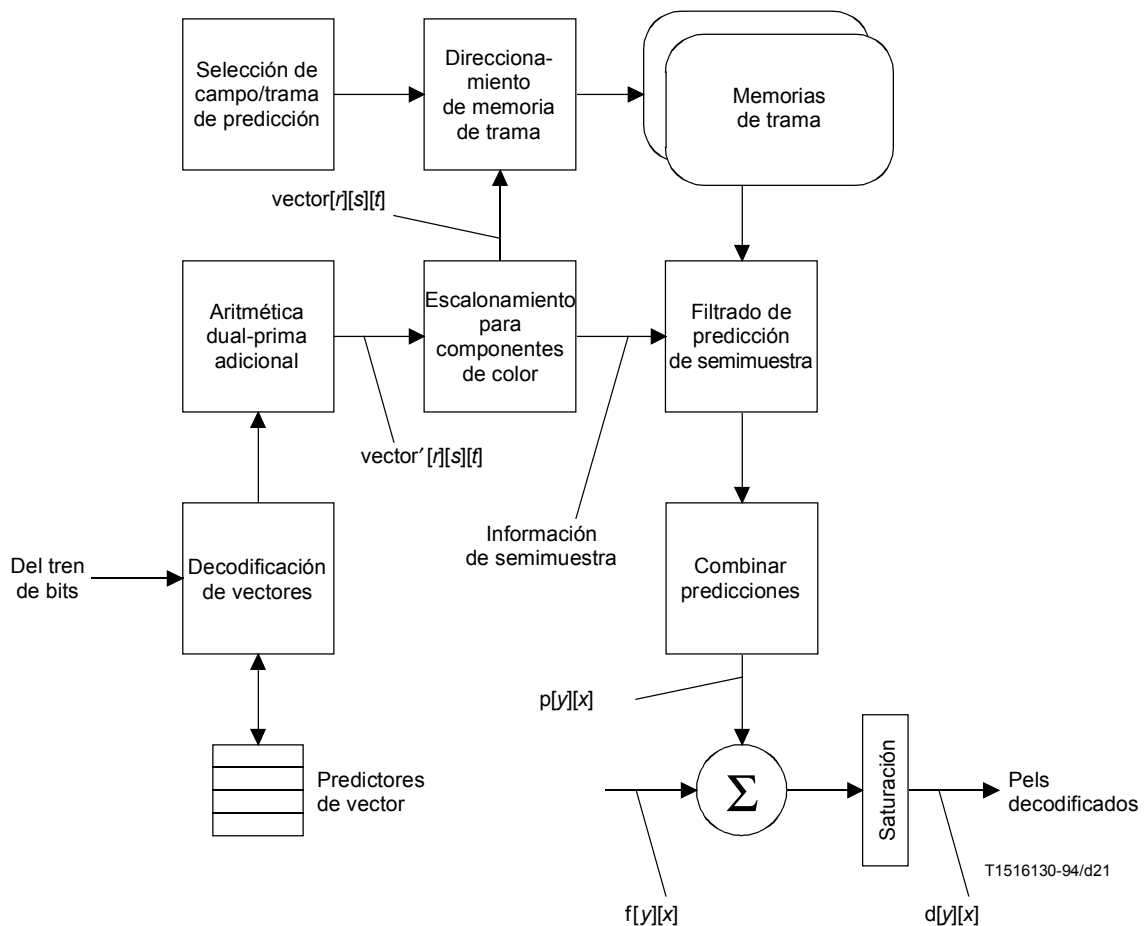 Selección de
campo/trama
de predicción
Direcciona-
miento
de memoria
de trama
Memorias
de trama
vector[r][s][t]
Aritmética
dual-prima
adicional
Escalonamiento
para
componentes
de color
Filtrado de
predicción
de semimuestra
vector′[r][s][t]
Del tren
de bits
Decodificación
de vectores
Información
de semimuestra
Combinar
predicciones
p[y][x]
Predictores
de vector
Σ
Saturación
Pels
decodificados
T1516130-94/d21
f[y][x]
d[y][x]